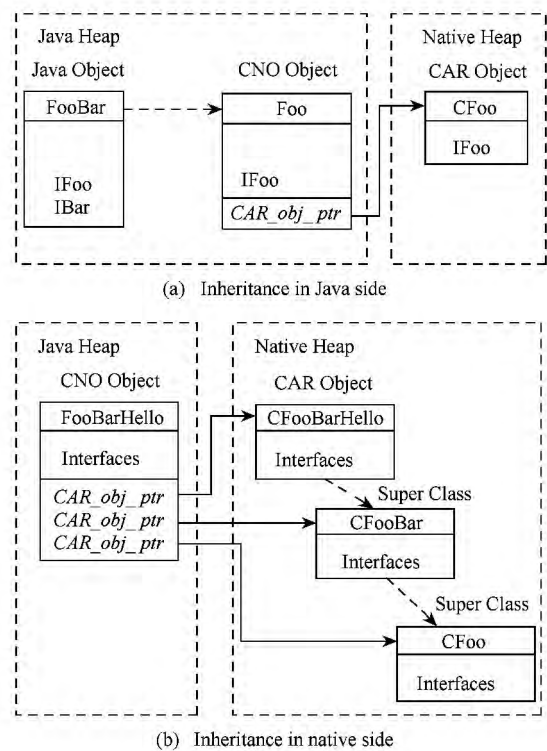 Java Heap
Native Heap
Java Object
CNO Object
CAR Object
FooBar
Foo
CFoo
IFoo
IBar
IFoo
CAR_obj_ptr
IFoo
(a) Inheritance in Java side
Java Heap
Native Heap
CNO Object
CAR Object
FooBarHello
CFooBarHello
Interfaces
Interfaces
CAR_obj_ptr
CAR_obj_ptr
CAR_obj_ptr
Super Class
CFooBar
Interfaces
Super Class
CFoo
Interfaces
(b) Inheritance in native side